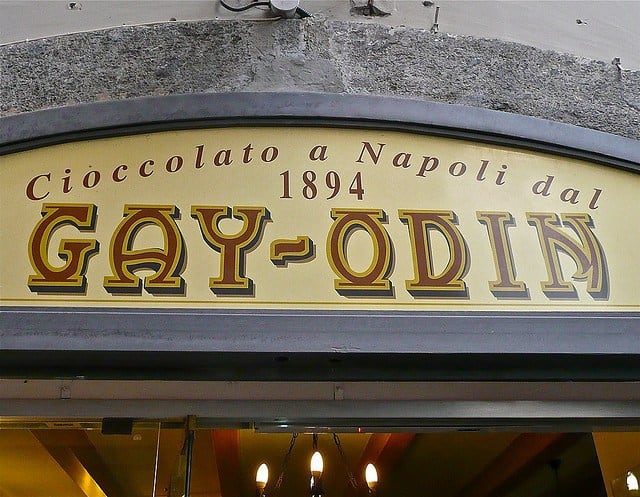 Cioccolato a Napoli dal
1894
GAY-ODIN